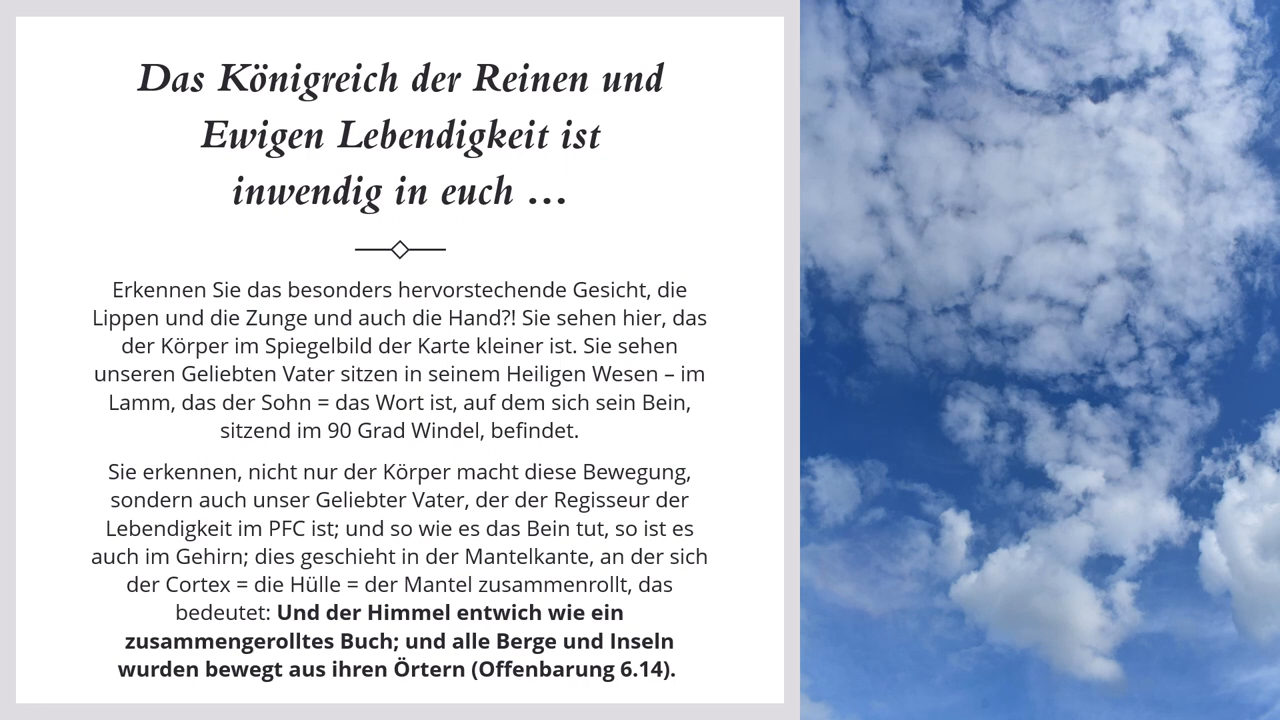 Das Königreich der Reinen und
Ewigen Lebendigkeit ist
inwendig in euch ...
Erkennen Sie das besonders hervorstechende Gesicht, die
Lippen und die Zunge und auch die Hand?! Sie sehen hier, das
der Körper im Spiegelbild der Karte kleiner ist. Sie sehen
unseren Geliebten Vater sitzen in seinem Heiligen Wesen – im
Lamm, das der Sohn = das Wort ist, auf dem sich sein Bein,
sitzend im 90 Grad Windel, befindet.
Sie erkennen, nicht nur der Körper macht diese Bewegung,
sondern auch unser Geliebter Vater, der der Regisseur der
Lebendigkeit im PFC ist; und so wie es das Bein tut, so ist es
auch im Gehirn; dies geschieht in der Mantelkante, an der sich
der Cortex = die Hülle = der Mantel zusammenrollt, das
bedeutet: Und der Himmel entwich wie ein
zusammengerolltes Buch; und alle Berge und Inseln
wurden bewegt aus ihren Örtern (Offenbarung 6.14).